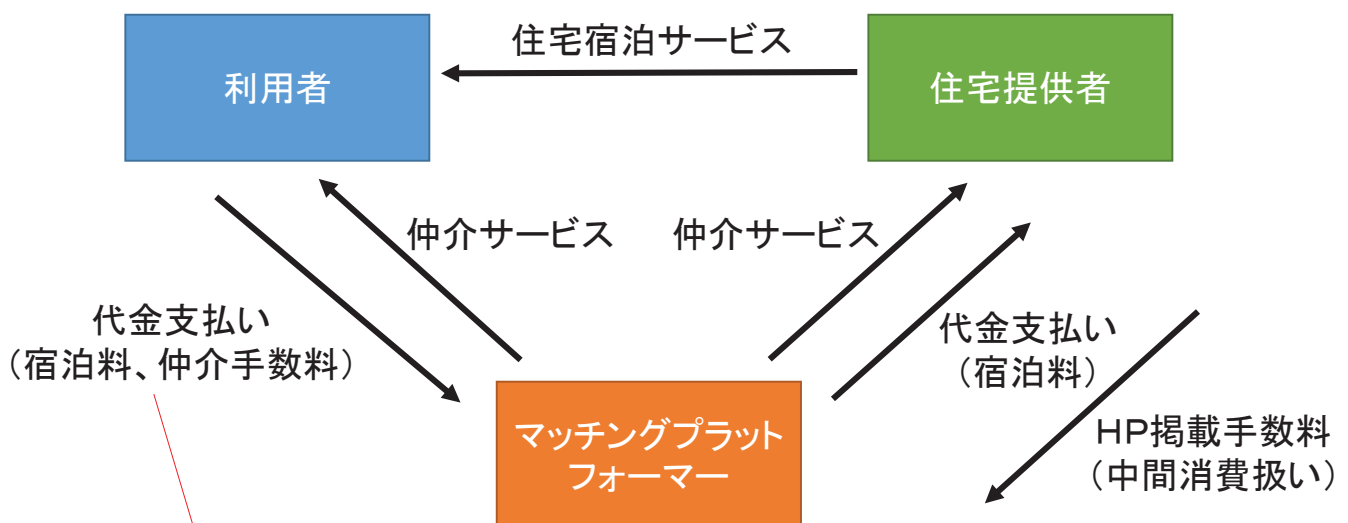 住宅宿泊サービス
利用者
住宅提供者
仲介サービス
仲介サービス
代金支払い
（宿泊料、仲介手数料）
代金支払い
（宿泊料）
マッチングプラット
フォーマー
HP掲載手数料
（中間消費扱い）